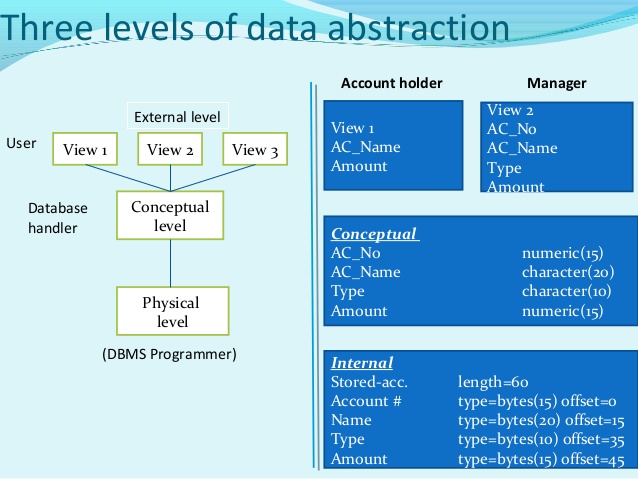 Three levels of data abstraction
External level
User
View 1
View 2
View 3
Database
handler
Conceptual
level
Physical
level
(DBMS Programmer)
Account holder
Manager
View 1
AC_Name
Amount
View 2
AC_No
AC_Name
Type
Amount
Conceptual
AC_No numeric(15)
AC_Name character(20)
Type character(10)
Amount numeric(15)
Internal
Stored-acc. length=60
Account # type=bytes(15) offset=0
Name type=bytes(20) offset=15
Type type=bytes(10) offset=35
Amount type=bytes(15) offset=45